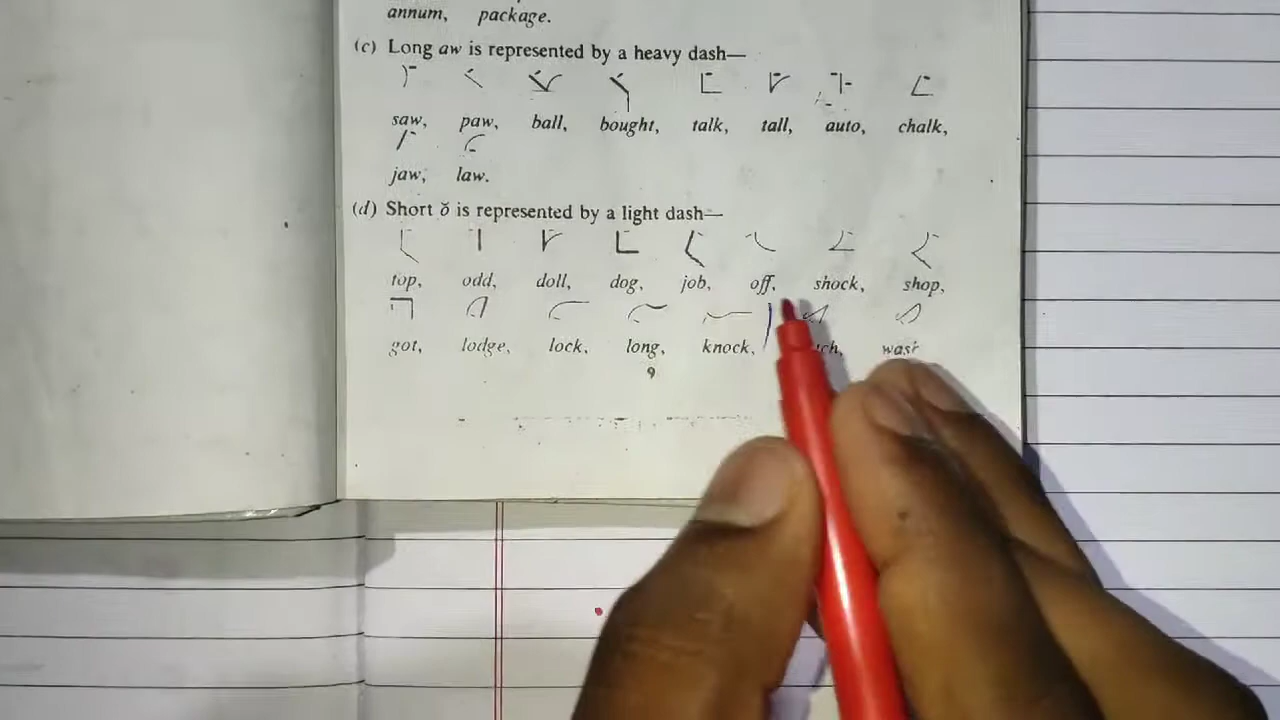 annum, package.
(c) Long aw is represented by a heavy dash—
saw, paw, ball, bought, talk, tall, auto, chalk,
jaw, law.
(d) Short ŏ is represented by a light dash—
top, odd, doll, dog, job, off, shock, shop,
got, lodge, lock, long, knock,
9